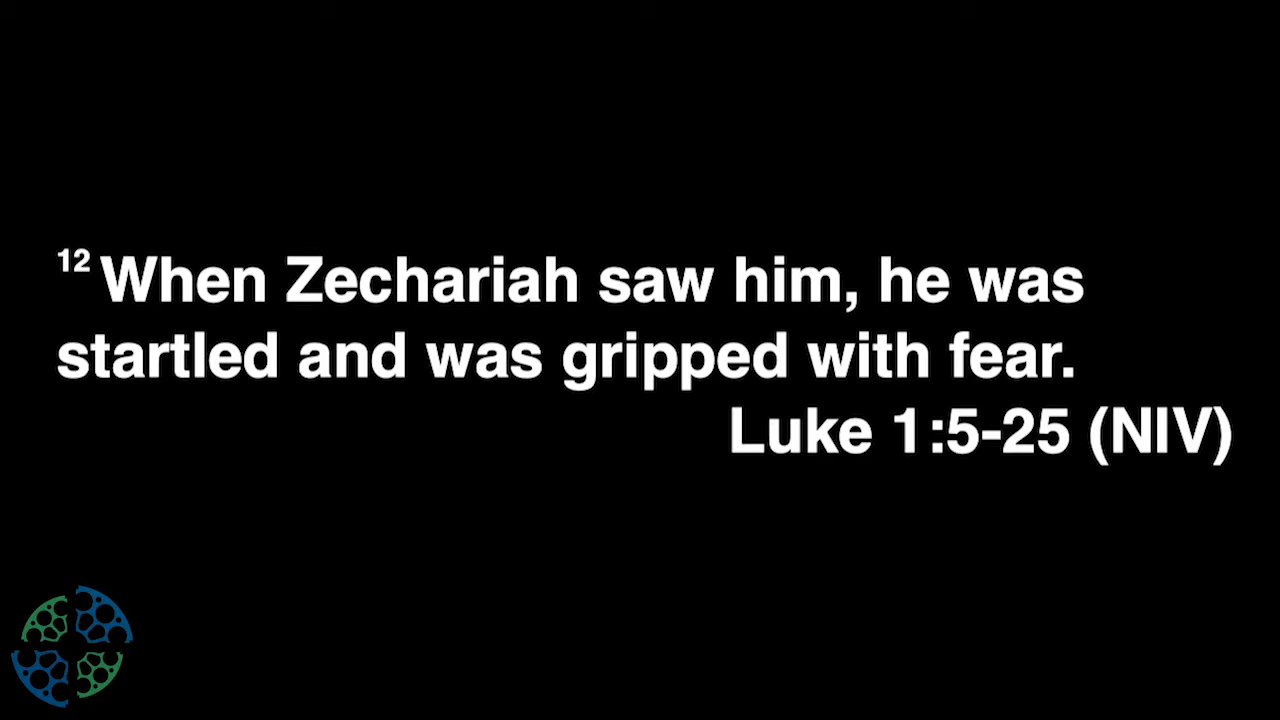 12 When Zechariah saw him, he was
startled and was gripped with fear.
Luke 1:5-25 (NIV)